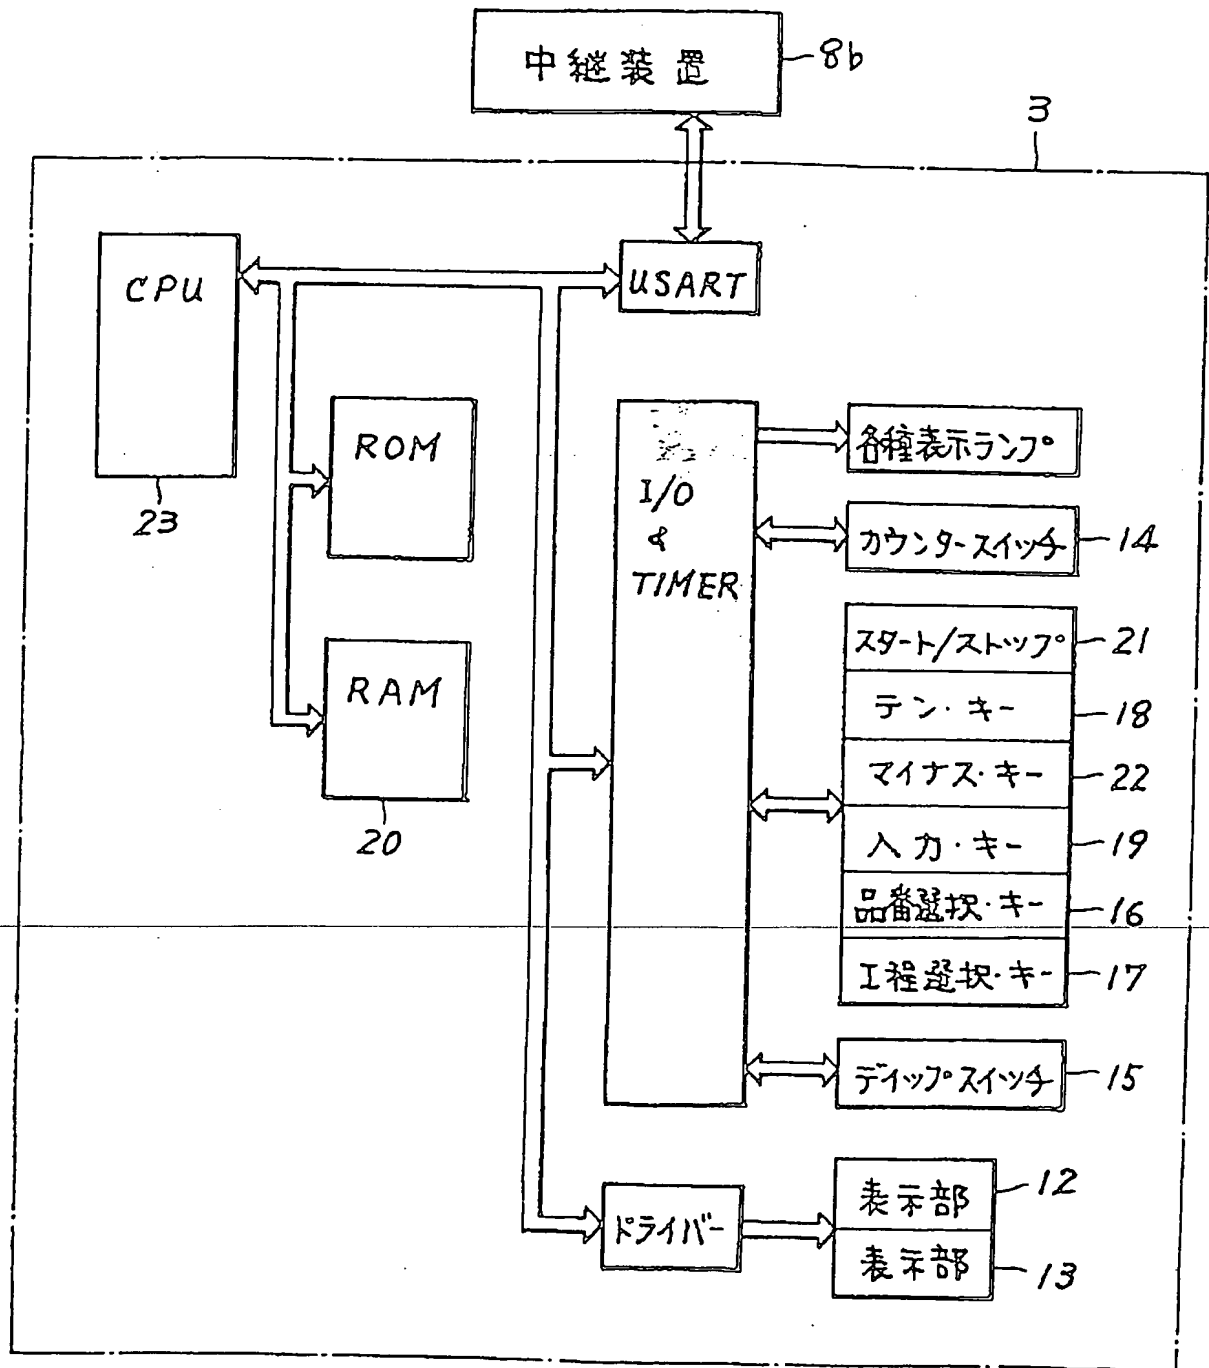 中継装置
8b
3
CPU
23
USART
ROM
RAM
20
I/O
&
TIMER
各種表示ランプ
カウンタースイッチ
14
スタート/ストップ
21
テン・キー
18
マイナス・キー
22
入力・キー
19
品番選択・キー
16
工程選択・キー
17
ディップスイッチ
15
ドライバー
表示部
12
表示部
13